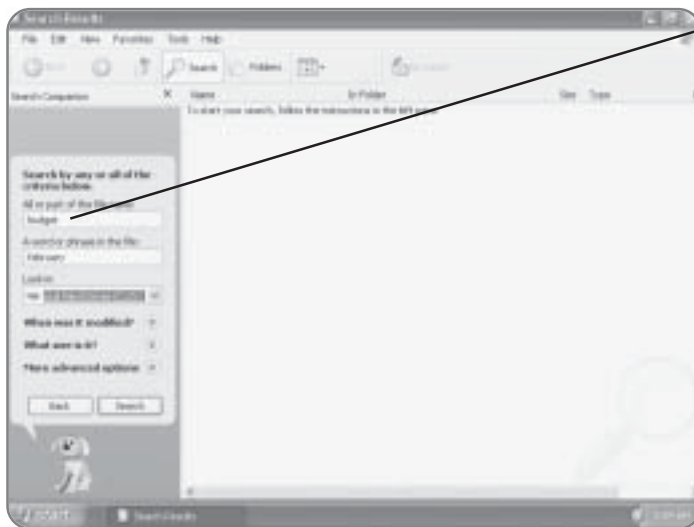 Search Results
File Edit View Favorites Tools Help
Back Search Folders
Search Companion Name In Folder Size Type
To start your search, follow the instructions in the left pane.
Search by any or all of the
criteria below.
All or part of the file name:
budget
A word or phrase in the file:
february
Look in:
When was it modified?
What size is it?
More advanced options
Back Search
start Search Results